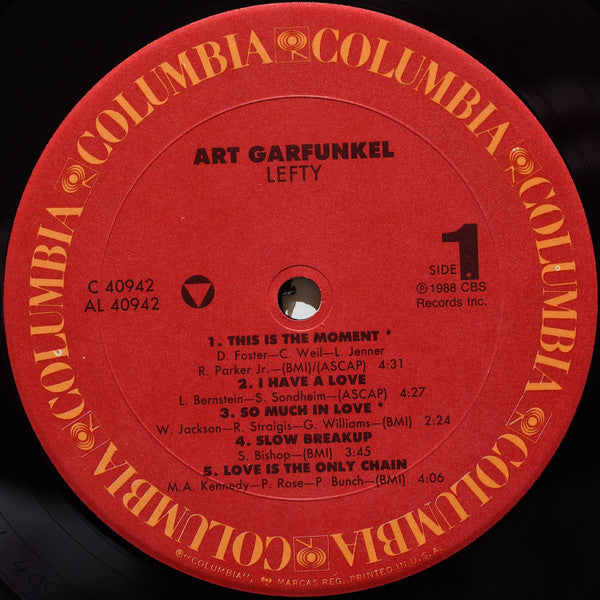 COLUMBIA COLUMBIA COLUMBIA COLUMBIA COLUMBIA COLUMBIA
ART GARFUNKEL
LEFTY
C 40942
AL 40942
SIDE 1
℗ 1988 CBS
Records Inc.
1. THIS IS THE MOMENT *
D. Foster—C. Weil—L. Jenner
R. Parker Jr.—(BMI)/(ASCAP) 4:31
2. I HAVE A LOVE
L. Bernstein—S. Sondheim—(ASCAP) 4:27
3. SO MUCH IN LOVE *
W. Jackson—R. Straigis—G. Williams—(BMI) 2:24
4. SLOW BREAKUP
S. Bishop—(BMI) 3:45
5. LOVE IS THE ONLY CHAIN
M.A. Kennedy—P. Rose—P. Bunch—(BMI) 4:06
® "COLUMBIA", MARCAS REG. PRINTED IN U.S.A.